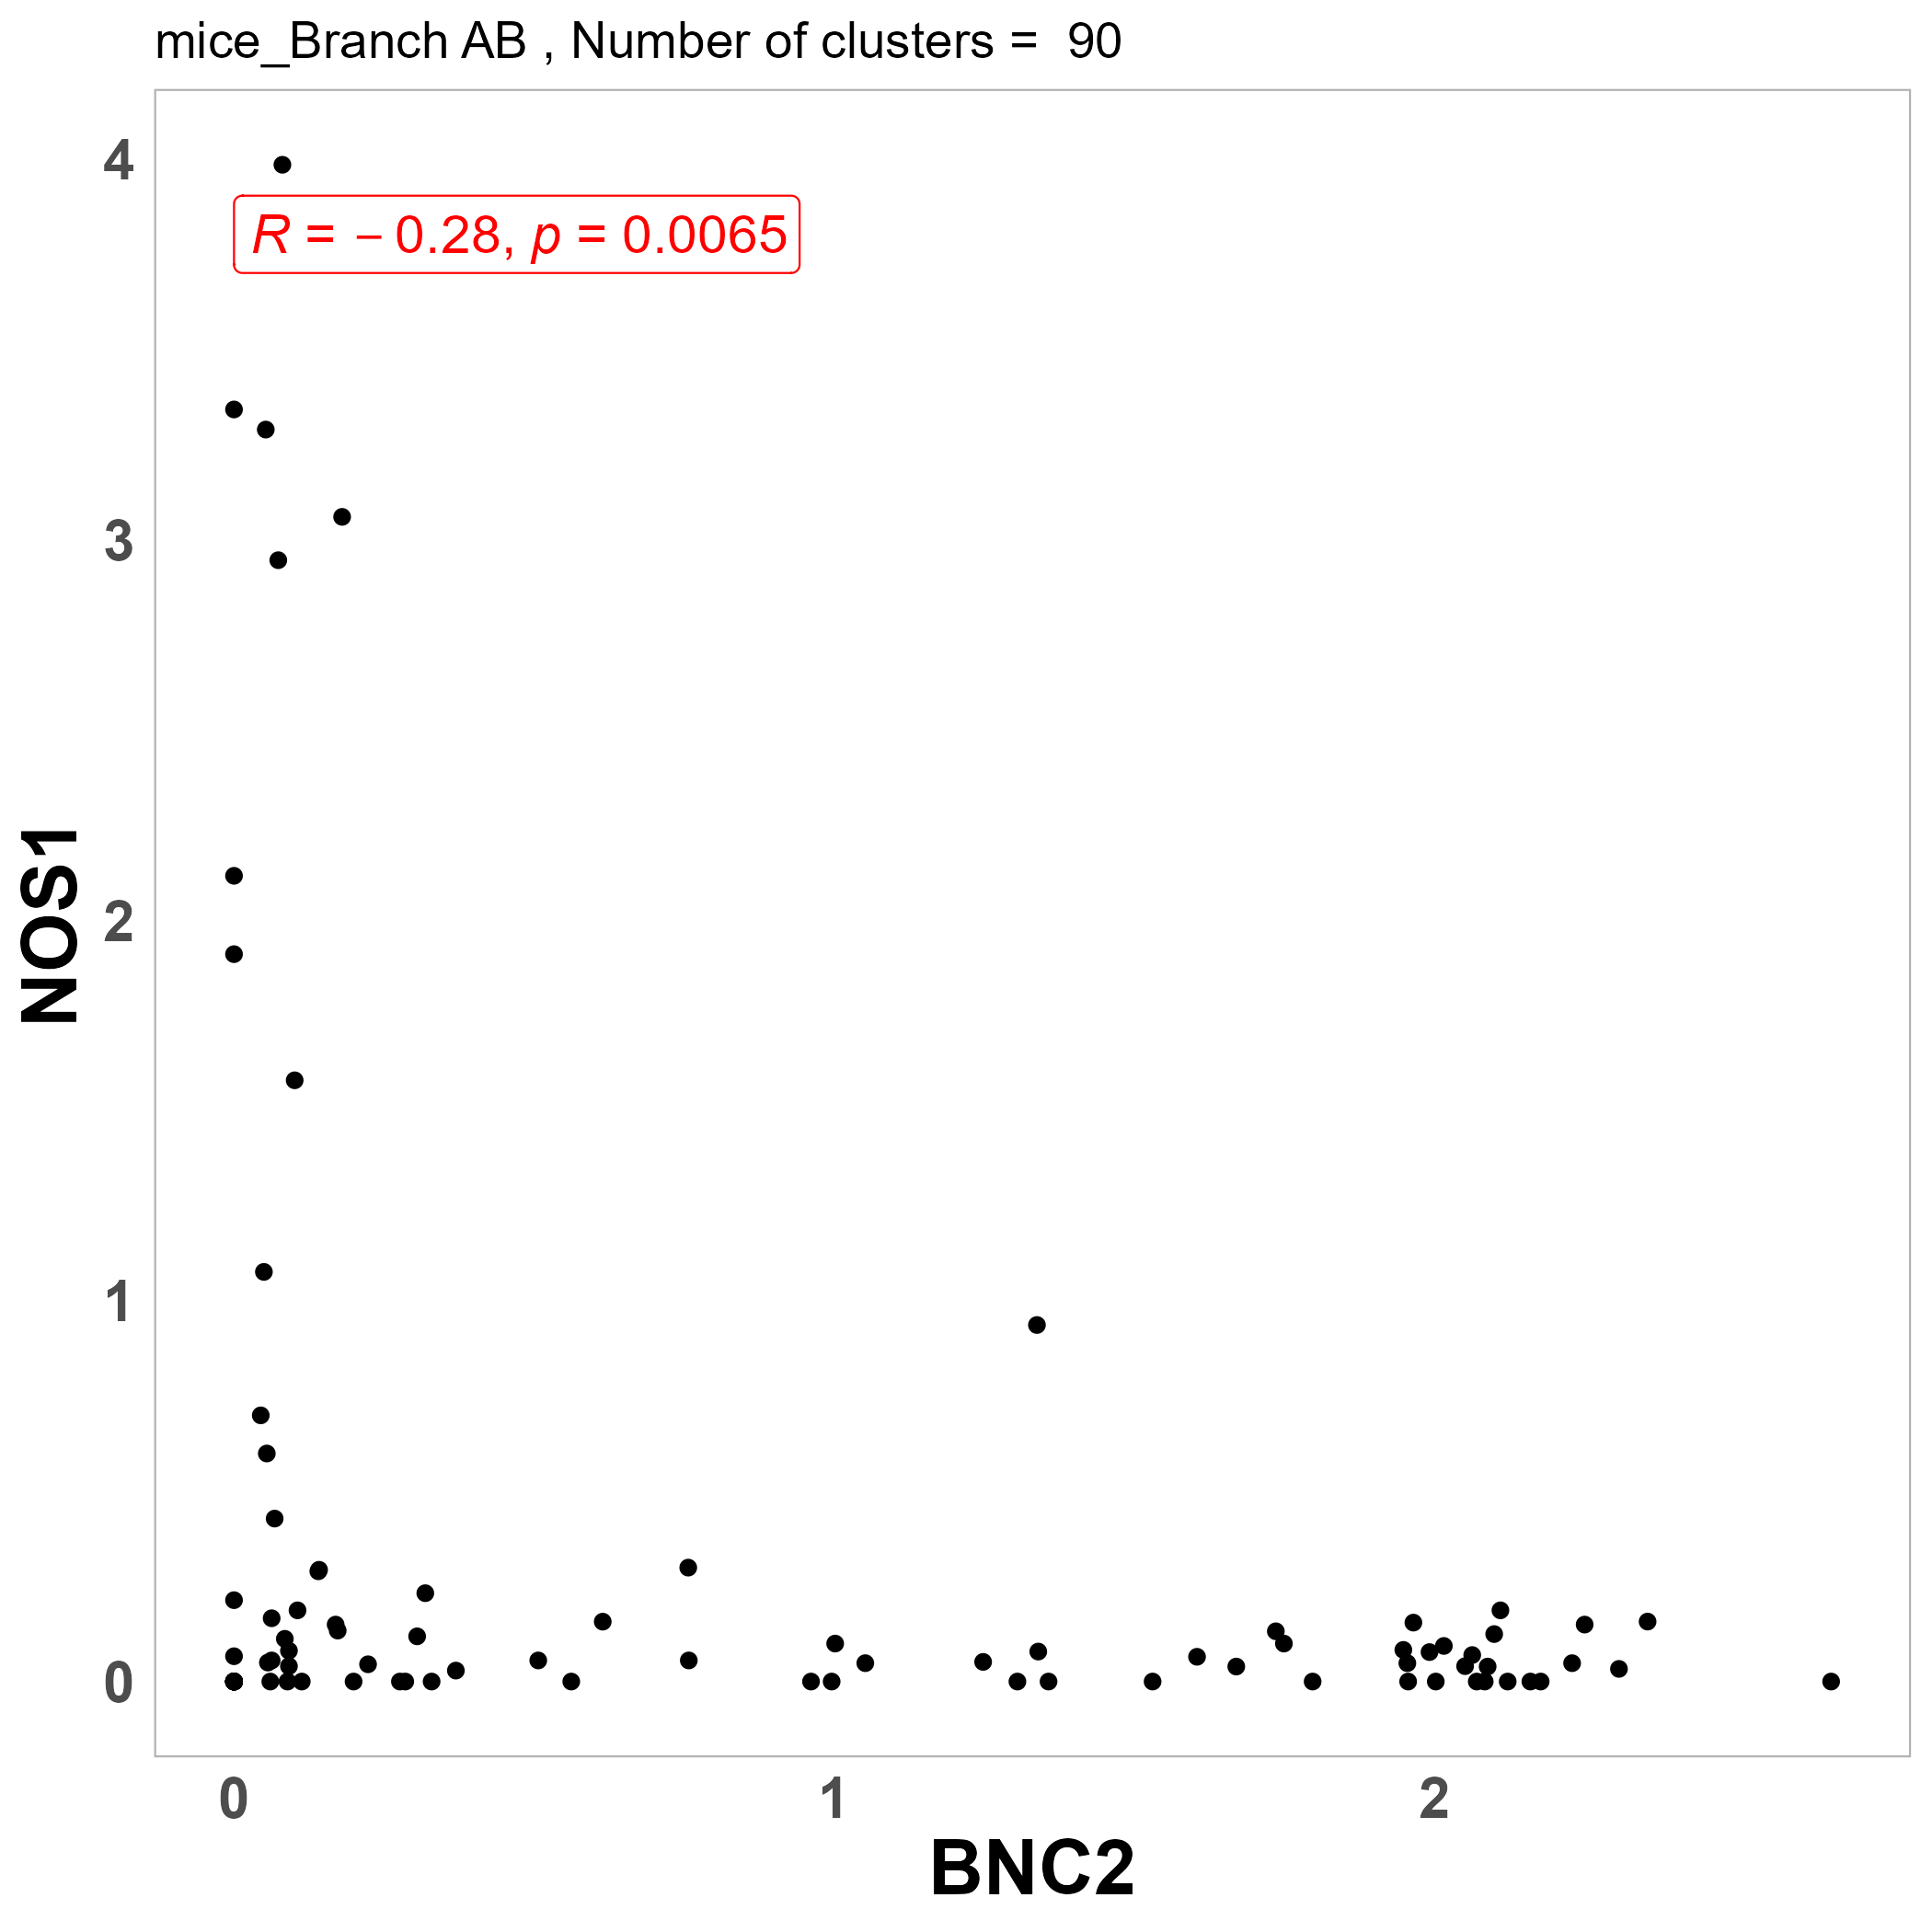 mice_Branch AB , Number of clusters =  90
4
R = − 0.28, p = 0.0065
3
2
1
0
NOS1
0 1 2
BNC2